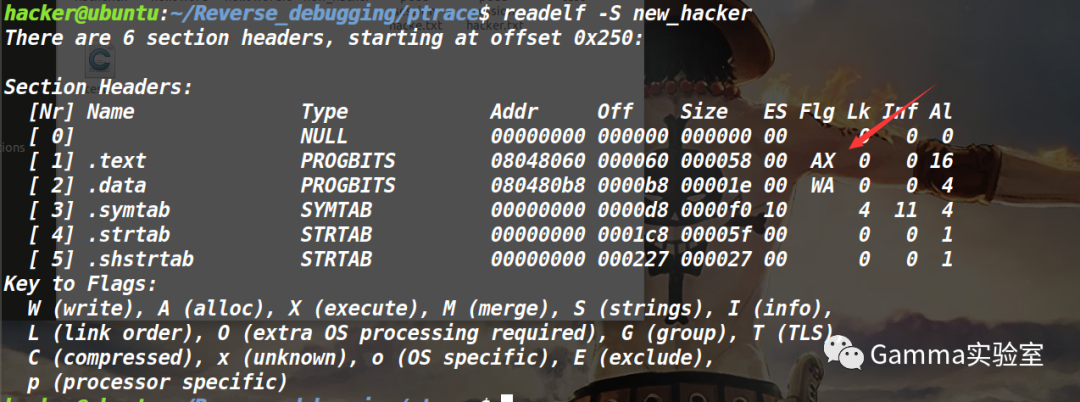 hacker@ubuntu:~/Reverse_debugging/ptrace$ readelf -S new_hacker
There are 6 section headers, starting at offset 0x250:
Section Headers:
[Nr] Name Type Addr Off Size ES Flg Lk Inf Al
[ 0] NULL 00000000 000000 000000 00 0 0 0
[ 1] .text PROGBITS 08048060 000060 000058 00 AX 0 0 16
[ 2] .data PROGBITS 080480b8 0000b8 00001e 00 WA 0 0 4
[ 3] .symtab SYMTAB 00000000 0000d8 0000f0 10 4 11 4
[ 4] .strtab STRTAB 00000000 0001c8 00005f 00 0 0 1
[ 5] .shstrtab STRTAB 00000000 000227 000027 00 0 0 1
Key to Flags:
W (write), A (alloc), X (execute), M (merge), S (strings), I (info),
L (link order), O (extra OS processing required), G (group), T (TLS),
C (compressed), x (unknown), o (OS specific), E (exclude),
p (processor specific)
Gamma实验室